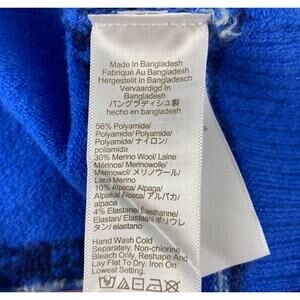 Made In Bangladesh
Fabriqué Au Bangladesh
Hergestellt in Bangladesch
Vervaardigd in
Bangladesh
バングラディシュ製
hecho en bangladesh
56% Polyamide/
Polyamide/Polyamid/
Polyamide/ナイロン/
poliamida
30% Merino Wool/Laine
Mérinos/Merinowolle/
Merinowol/メリノウール/
Lana Merino
10% Alpaca/Alpaga/
Alpaka/Alpaca/アルパカ/
alpaca
4% Elastane/Elasthanne/
Elastan/Elastaan/ポリウレ
タン/elastano
Hand Wash Cold
Separately. Non-chlorine
Bleach Only, Reshape And
Lay Flat To Dry. Iron On
Lowest Setting.